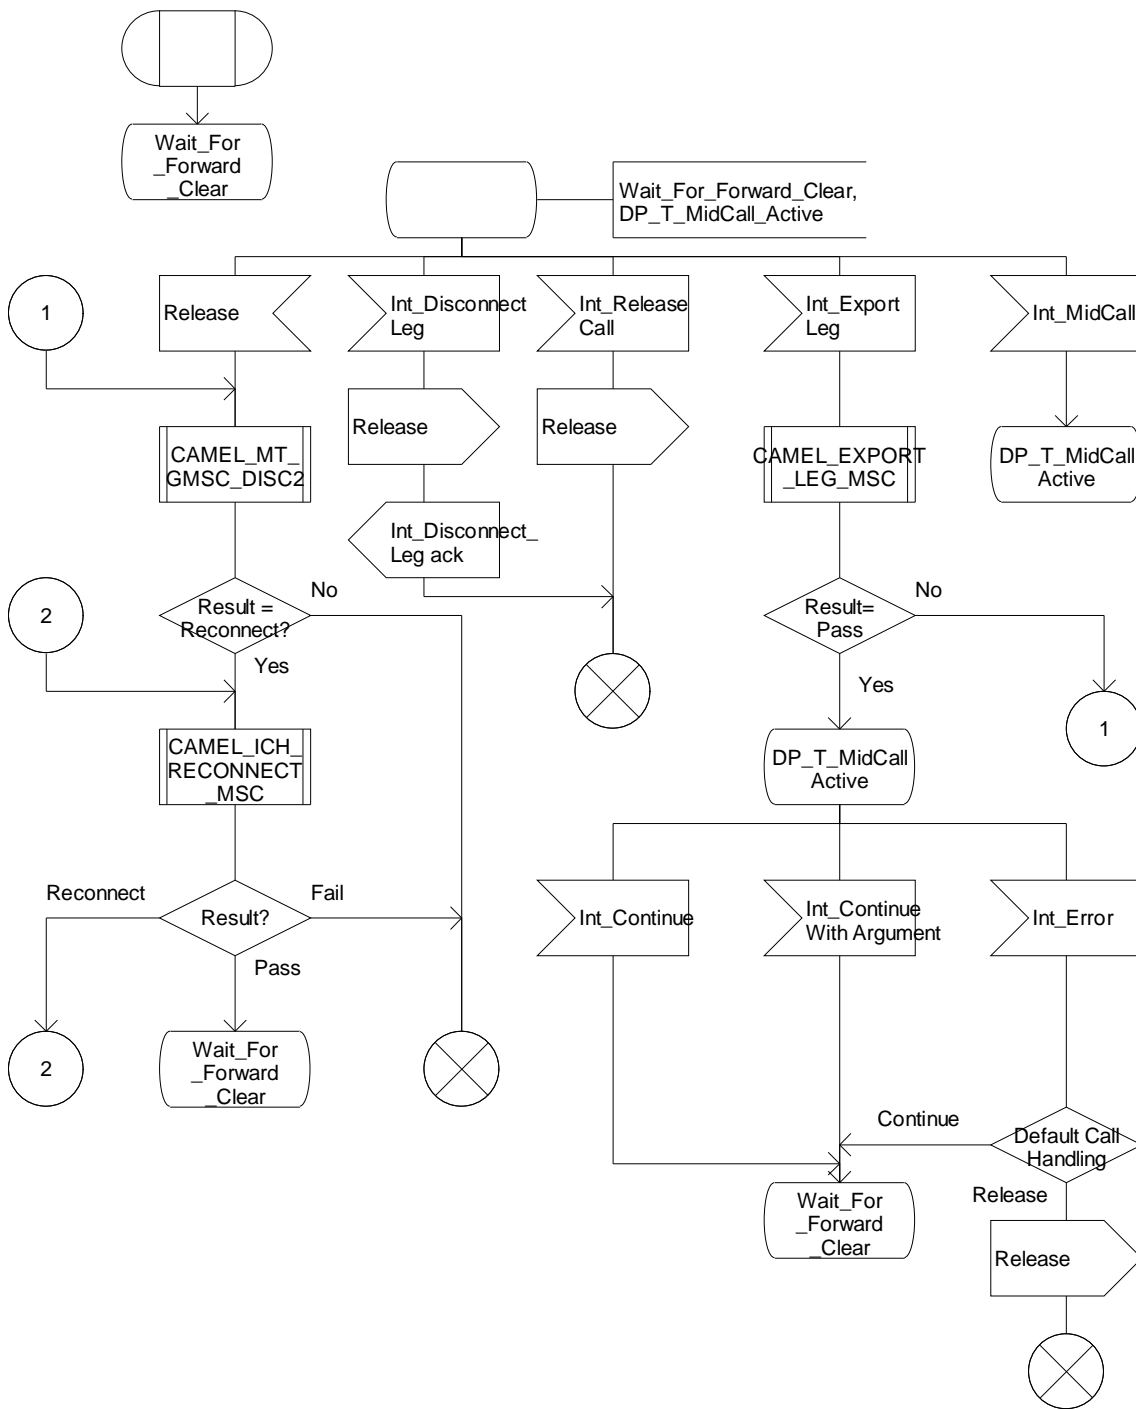 Wait_For
_Forward
_Clear
Wait_For_Forward_Clear,
DP_T_MidCall_Active
1
Release
Int_Disconnect
Leg
Int_Release
Call
Int_Export
Leg
Int_MidCall
Release
Release
CAMEL_MT_
GMSC_DISC2
CAMEL_EXPORT
_LEG_MSC
DP_T_MidCall
Active
Int_Disconnect_
Leg ack
2
Result =
Reconnect?
No
Yes
Result=
Pass
No
Yes
1
CAMEL_ICH_
RECONNECT
_MSC
DP_T_MidCall
Active
Reconnect
Result?
Fail
Pass
Int_Continue
Int_Continue
With Argument
Int_Error
2
Wait_For
_Forward
_Clear
Continue
Default Call
Handling
Release
Wait_For
_Forward
_Clear
Release